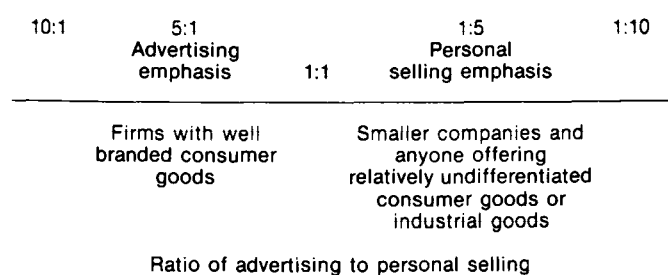 10:1 5:1 1:5 1:10
Advertising Personal
emphasis 1:1 selling emphasis
Firms with well Smaller companies and
branded consumer anyone offering
goods relatively undifferentiated
consumer goods or
industrial goods
Ratio of advertising to personal selling